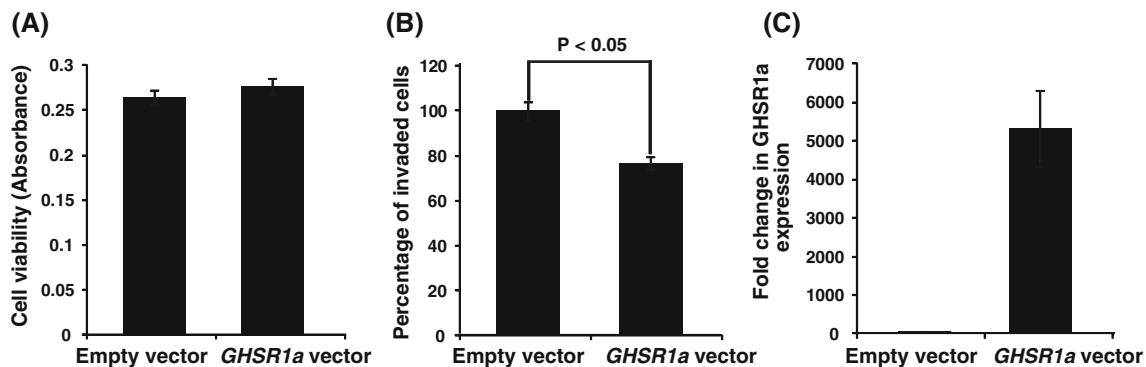 (A)
Cell viability (Absorbance)
0.3
0.25
0.2
0.15
0.1
0.05
0
Empty vector GHSR1a vector
(B)
P < 0.05
Percentage of invaded cells
120
100
80
60
40
20
0
Empty vector GHSR1a vector
(C)
Fold change in GHSR1a
expression
7000
6000
5000
4000
3000
2000
1000
0
Empty vector GHSR1a vector